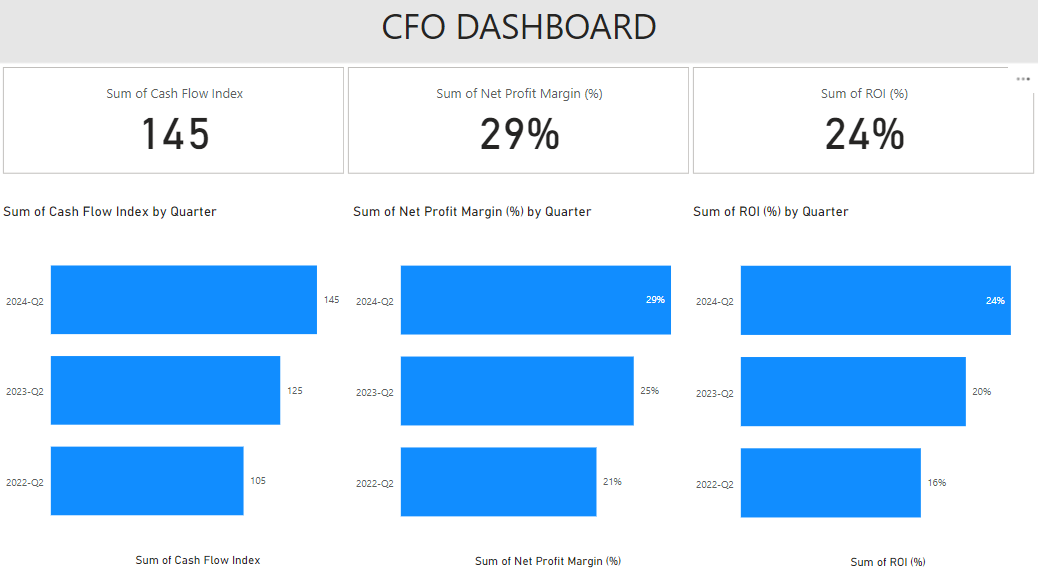 CFO DASHBOARD
Sum of Cash Flow Index
145
Sum of Net Profit Margin (%)
29%
Sum of ROI (%)
24%
Sum of Cash Flow Index by Quarter
2024-Q2
145
2023-Q2
125
2022-Q2
105
Sum of Cash Flow Index
Sum of Net Profit Margin (%) by Quarter
2024-Q2
29%
2023-Q2
25%
2022-Q2
21%
Sum of Net Profit Margin (%)
Sum of ROI (%) by Quarter
2024-Q2
24%
2023-Q2
20%
2022-Q2
16%
Sum of ROI (%)